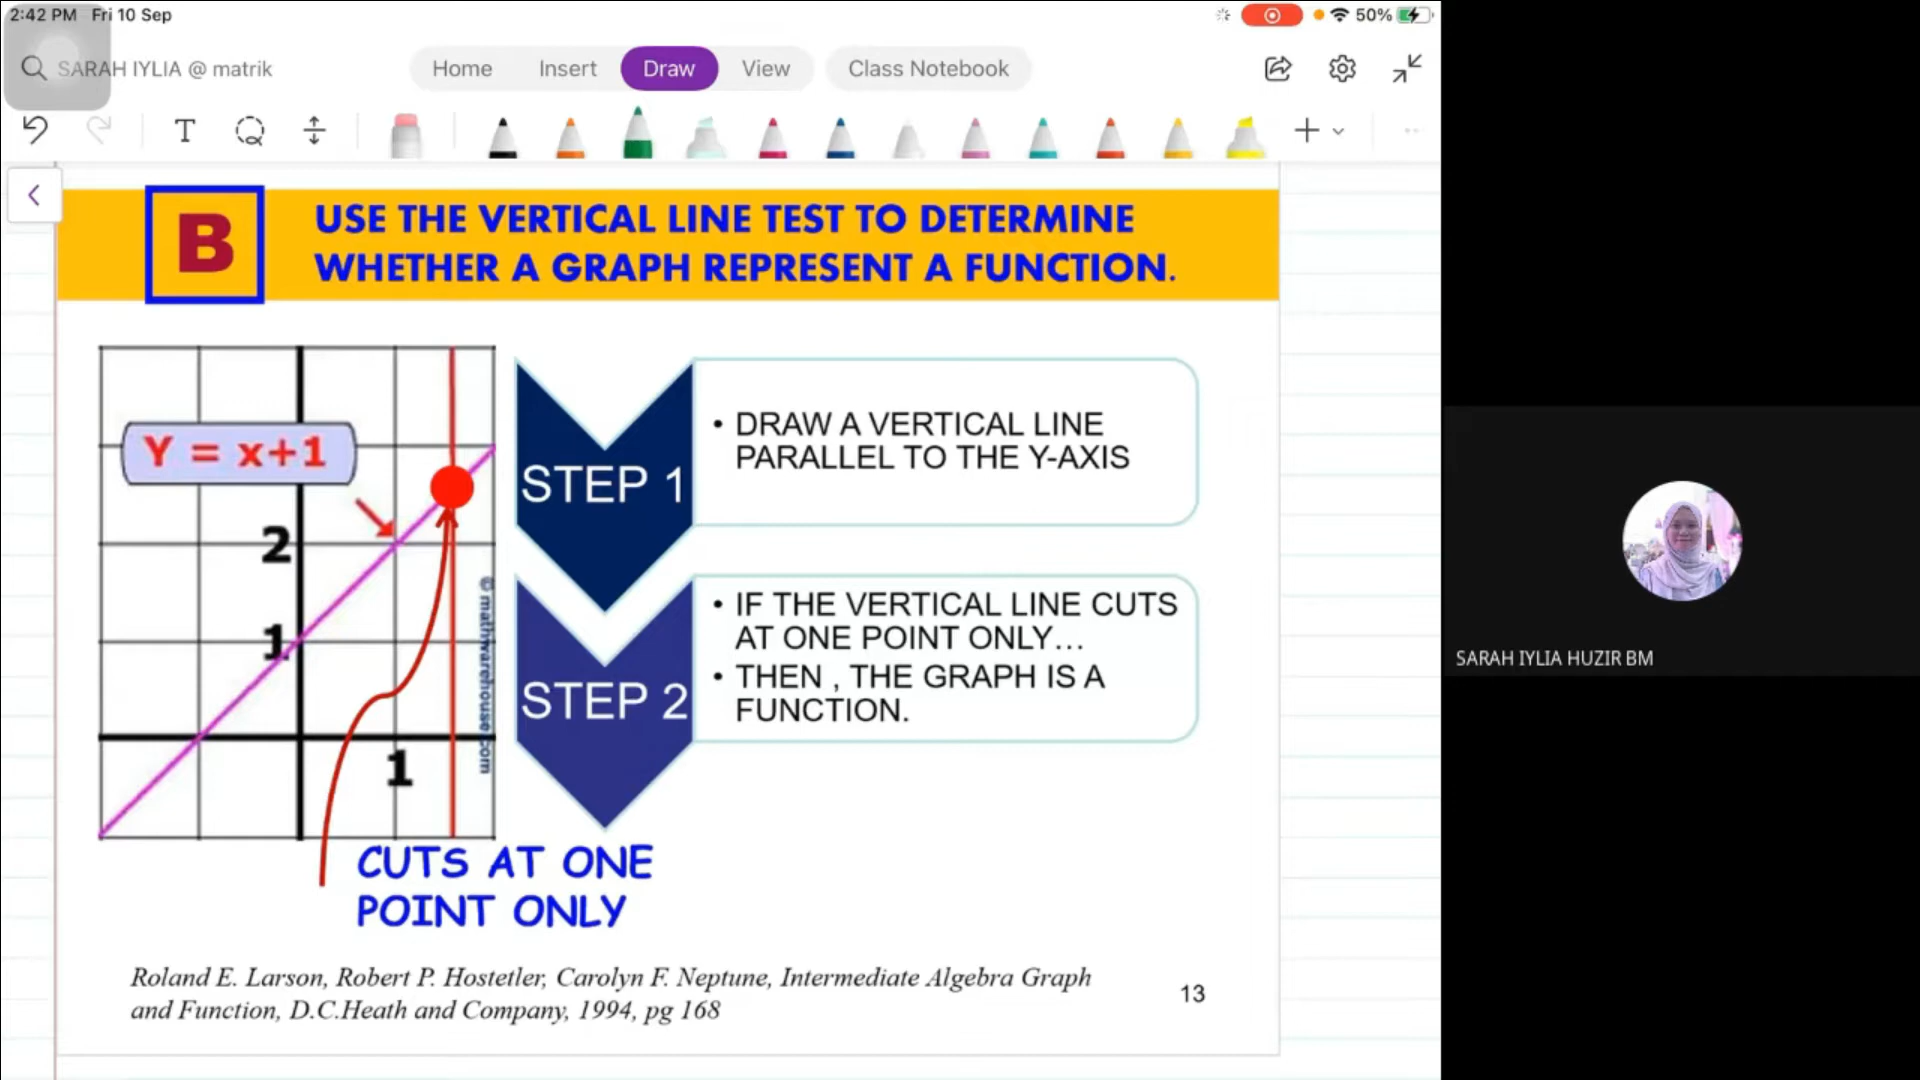 2:42 PM Fri 10 Sep
50%
SARAH IYLIA @ matrik
Home
Insert
Draw
View
Class Notebook
T
B
USE THE VERTICAL LINE TEST TO DETERMINE
WHETHER A GRAPH REPRESENT A FUNCTION.
Y = x+1
2
1
1
© mathwarehouse.com
STEP 1
• DRAW A VERTICAL LINE
PARALLEL TO THE Y-AXIS
STEP 2
• IF THE VERTICAL LINE CUTS
AT ONE POINT ONLY…
• THEN , THE GRAPH IS A
FUNCTION.
CUTS AT ONE
POINT ONLY
Roland E. Larson, Robert P. Hostetler, Carolyn F. Neptune, Intermediate Algebra Graph
and Function, D.C.Heath and Company, 1994, pg 168
13
SARAH IYLIA HUZIR BM